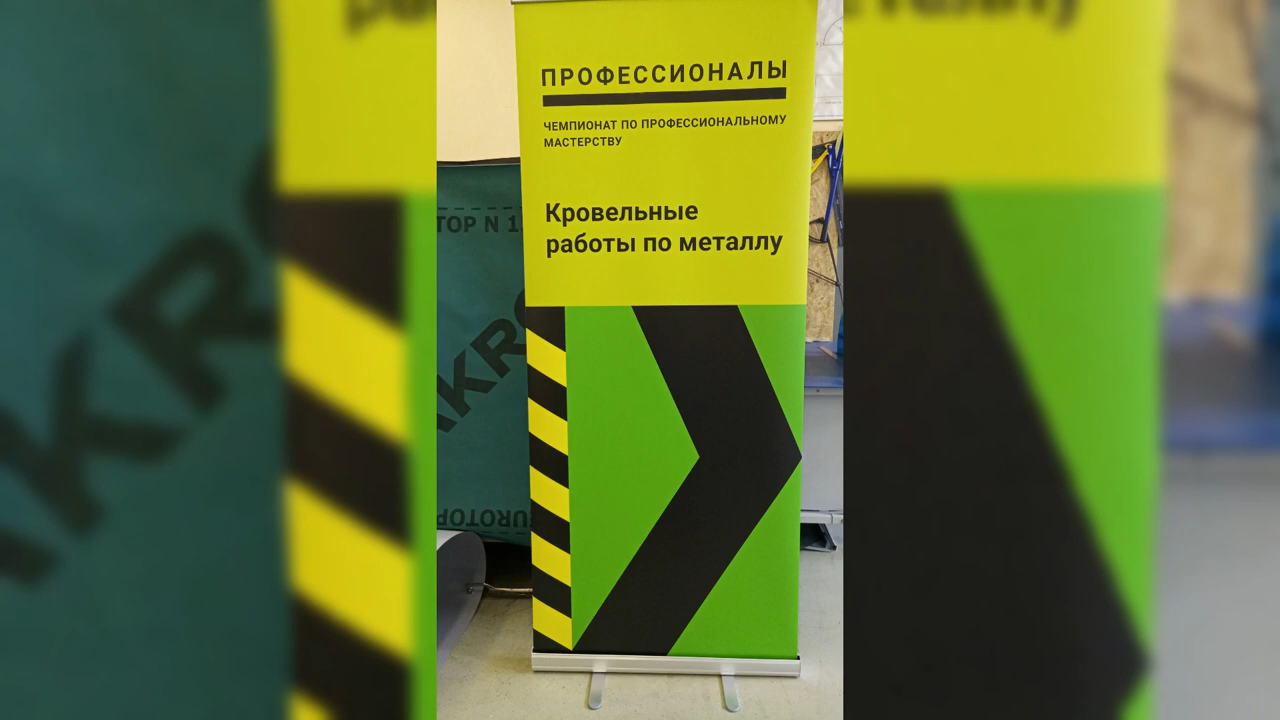 ПРОФЕССИОНАЛЫ
ЧЕМПИОНАТ ПО ПРОФЕССИОНАЛЬНОМУ
МАСТЕРСТВУ
Кровельные
работы по металлу